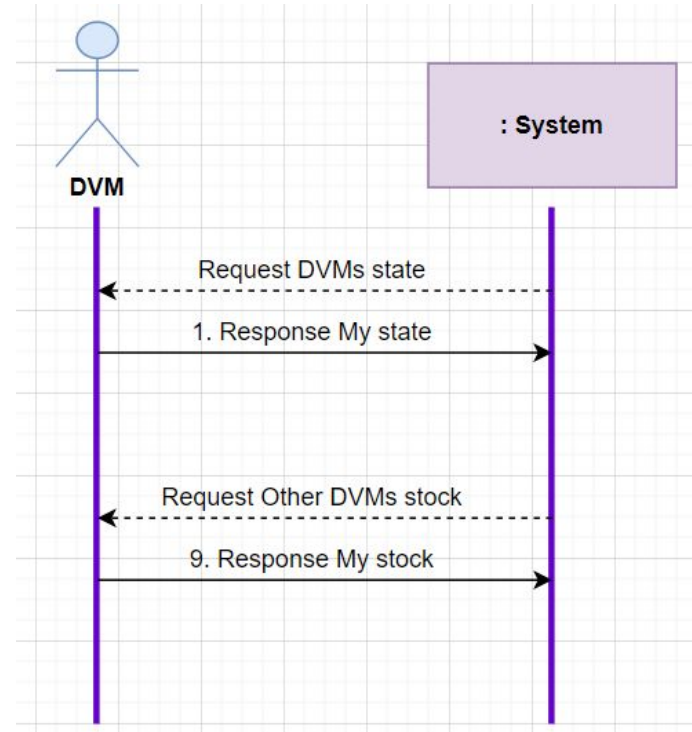 : System
DVM
Request DVMs state
1. Response My state
Request Other DVMs stock
9. Response My stock